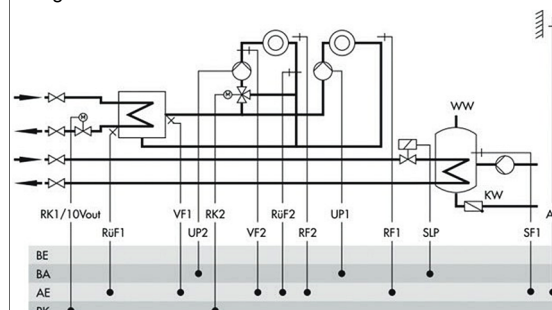 M
M
WW
KW
RK1/10Vout VF1 RK2 RüF2 UP1
RüF1 UP2 VF2 RF2 RF1 SLP SF1
BE
BA
AE